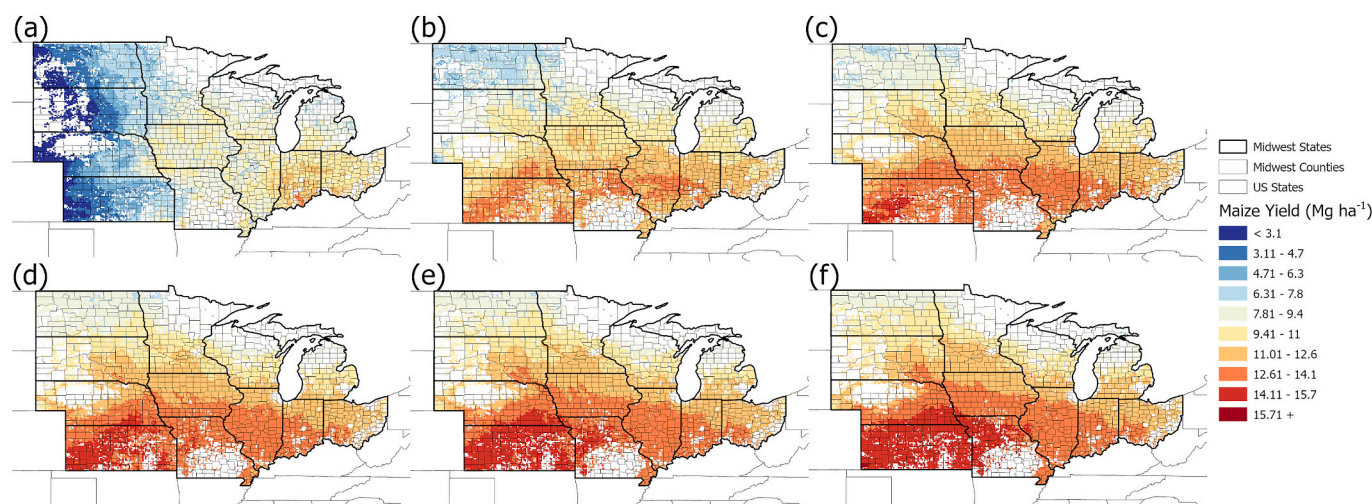 (a)
(b)
(c)
Midwest States
Midwest Counties
US States
Maize Yield (Mg ha⁻¹)
< 3.1
3.11 - 4.7
4.71 - 6.3
6.31 - 7.8
7.81 - 9.4
9.41 - 11
11.01 - 12.6
12.61 - 14.1
14.11 - 15.7
15.71 +
(d)
(e)
(f)